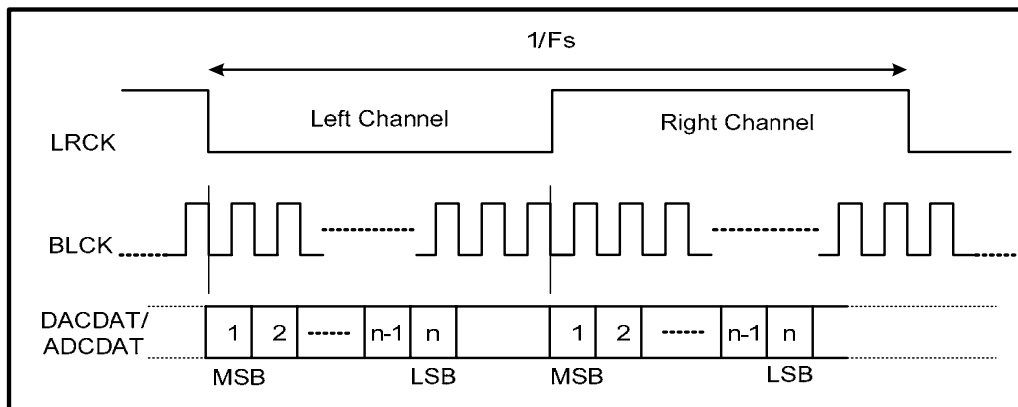 1/Fs
Left Channel
Right Channel
LRCK
BLCK
DACDAT/
ADCDAT
1 2 n-1 n 1 2 n-1 n
MSB LSB MSB LSB